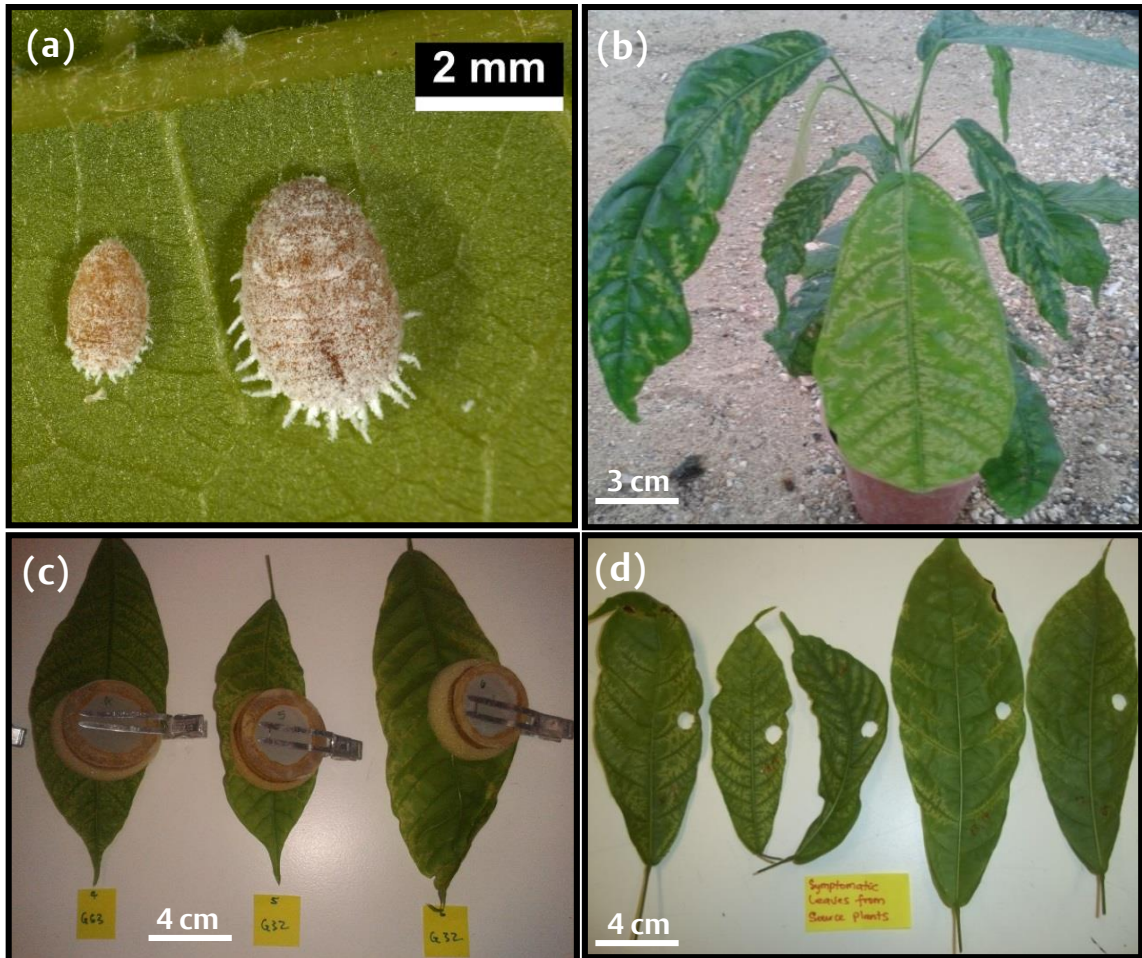 (a)
2 mm
(b)
3 cm
(c)
4
G63
4 cm
5
G32
G32
(d)
4 cm
Symptomatic
Leaves from
Source plants